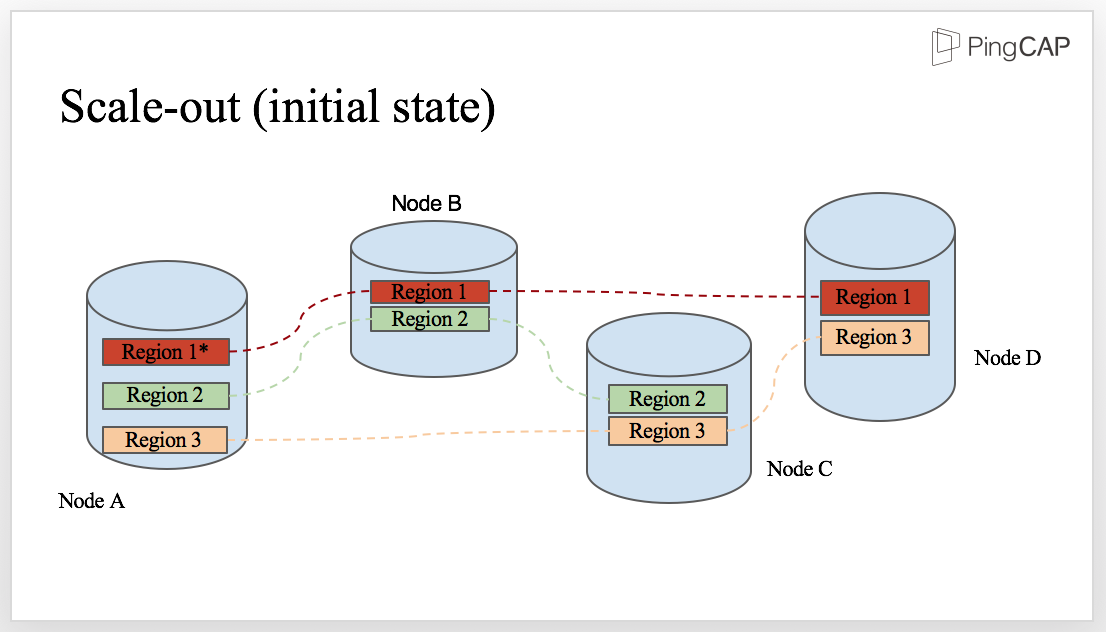 PingCAP
Scale-out (initial state)
Node B
Region 1
Region 2
Region 1*
Region 2
Region 3
Node A
Region 2
Region 3
Node C
Region 1
Region 3
Node D